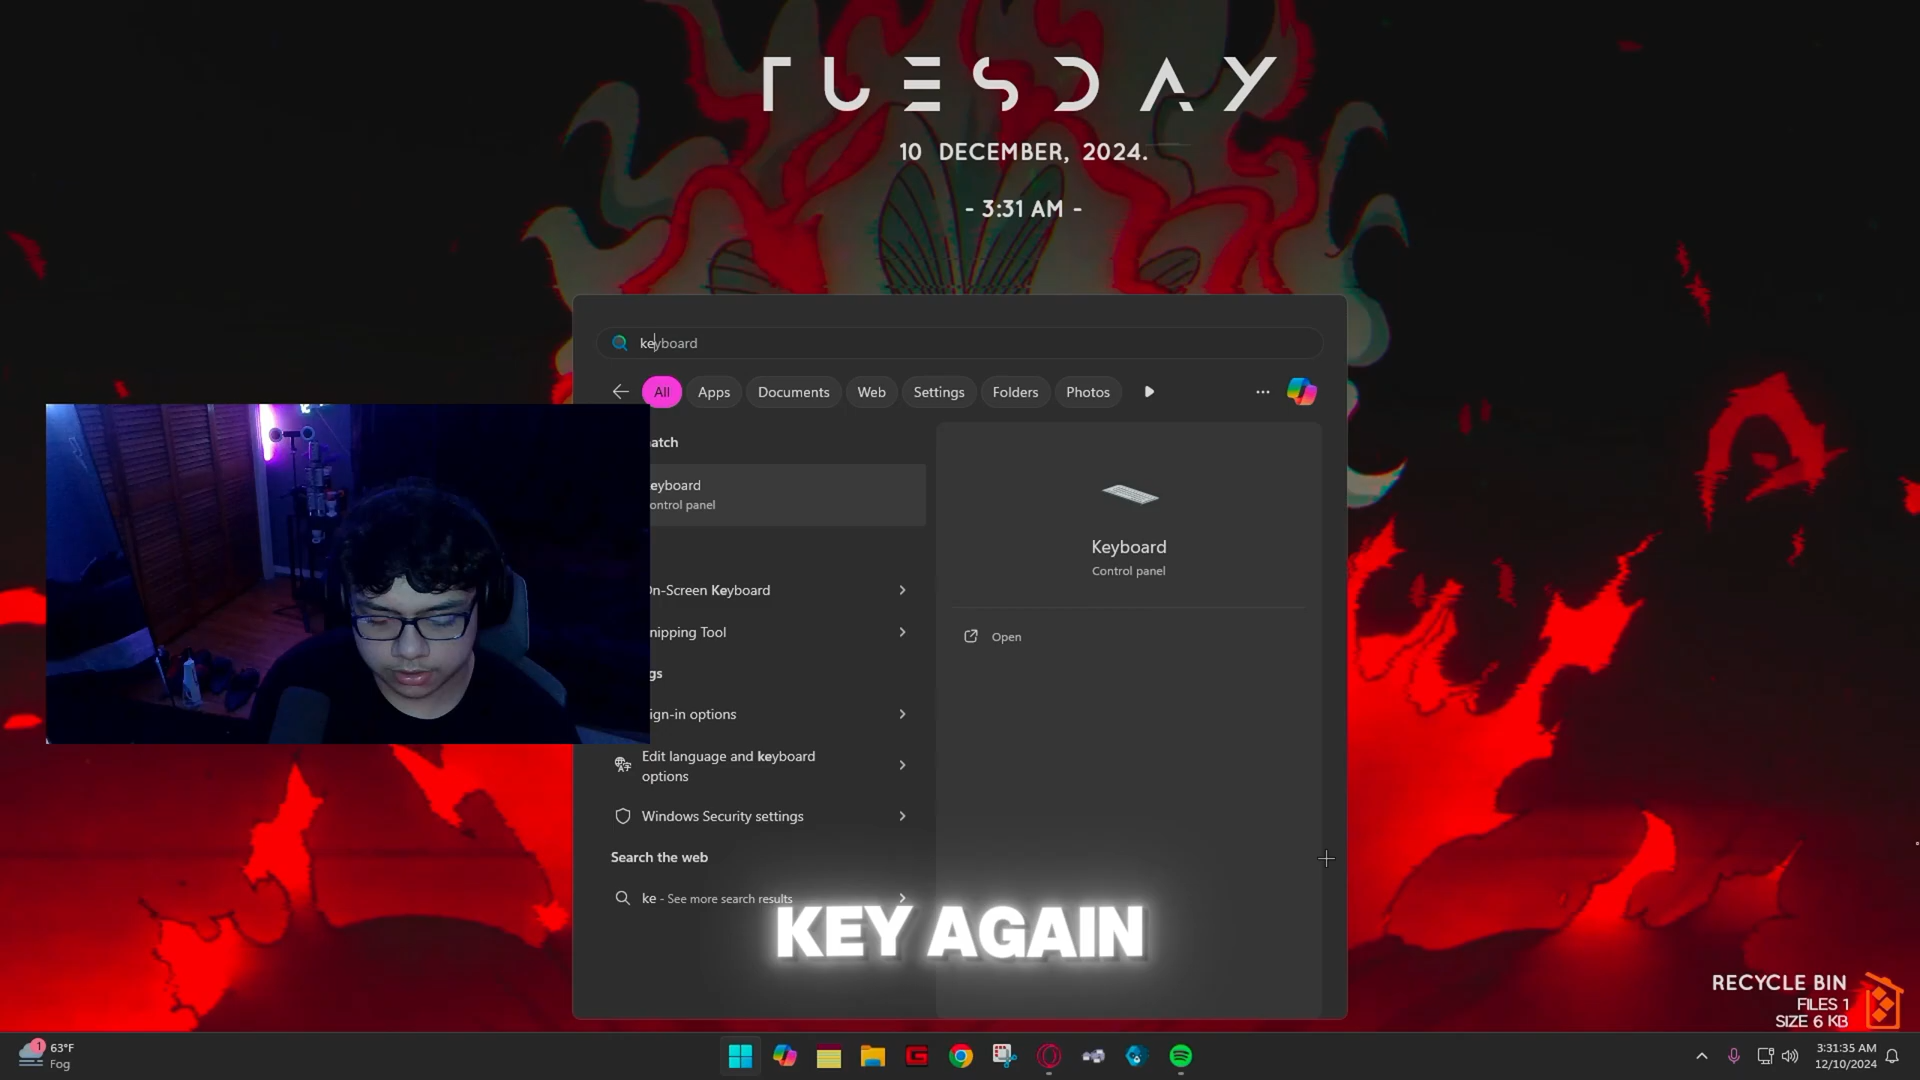 TUESDAY
10 DECEMBER, 2024.
- 3:31 AM -
keyboard
All Apps Documents Web Settings Folders Photos
atch
eyboard
ontrol panel
n-Screen Keyboard
nipping Tool
gs
ign-in options
Edit language and keyboard
options
Windows Security settings
Search the web
ke - See more search results
Keyboard
Control panel
Open
KEY AGAIN
RECYCLE BIN
FILES 1
SIZE 6 KB
1
63°F
Fog
3:31:35 AM
12/10/2024